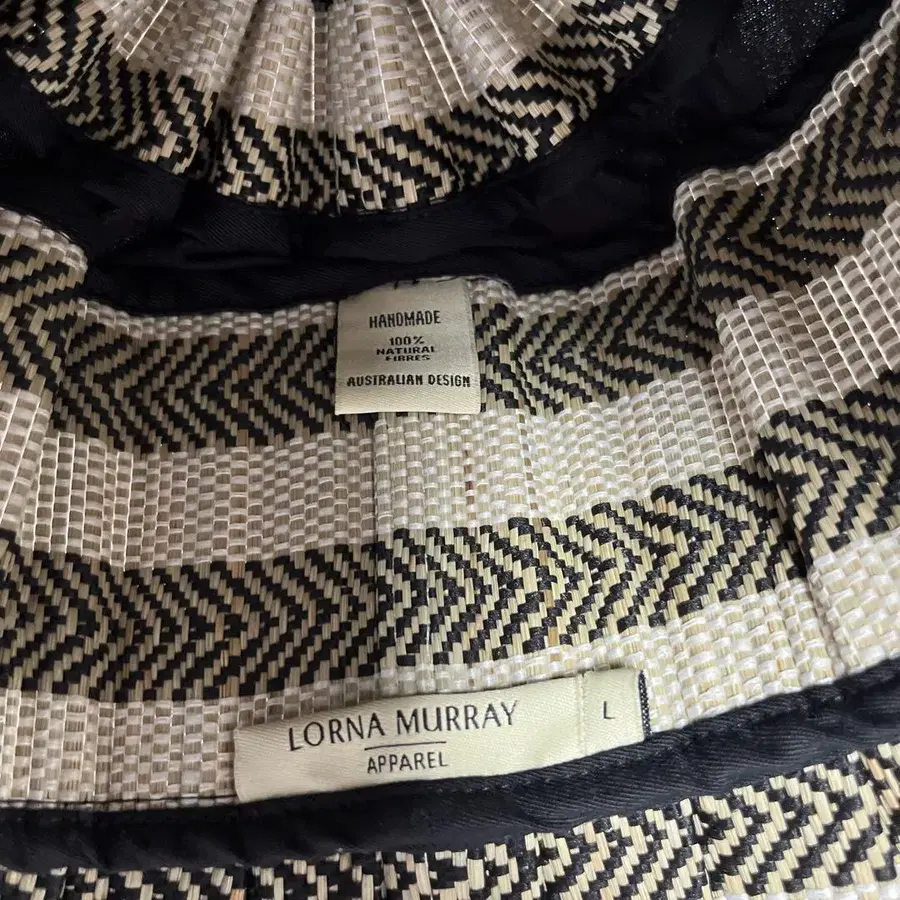 HANDMADE
100%
NATURAL
FIBRES
AUSTRALIAN DESIGN
LORNA MURRAY
APPAREL
L